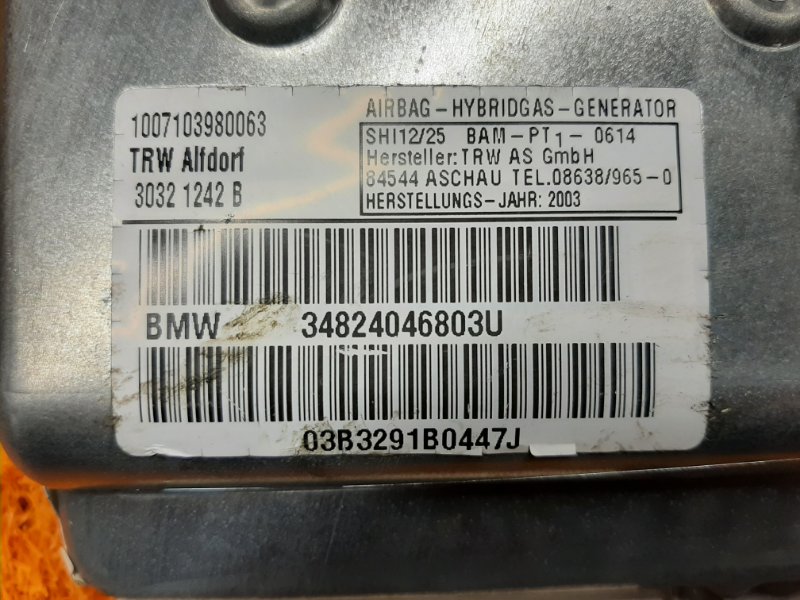 1007103980063
TRW Alfdorf
3032 1242 B
AIRBAG-HYBRIDGAS-GENERATOR
SHI12/25 BAM-PT1-0614
Hersteller: TRW AS GmbH
84544 ASCHAU TEL.08638/965-0
HERSTELLUNGS-JAHR: 2003
BMW 34824046803U
03B3291B0447J